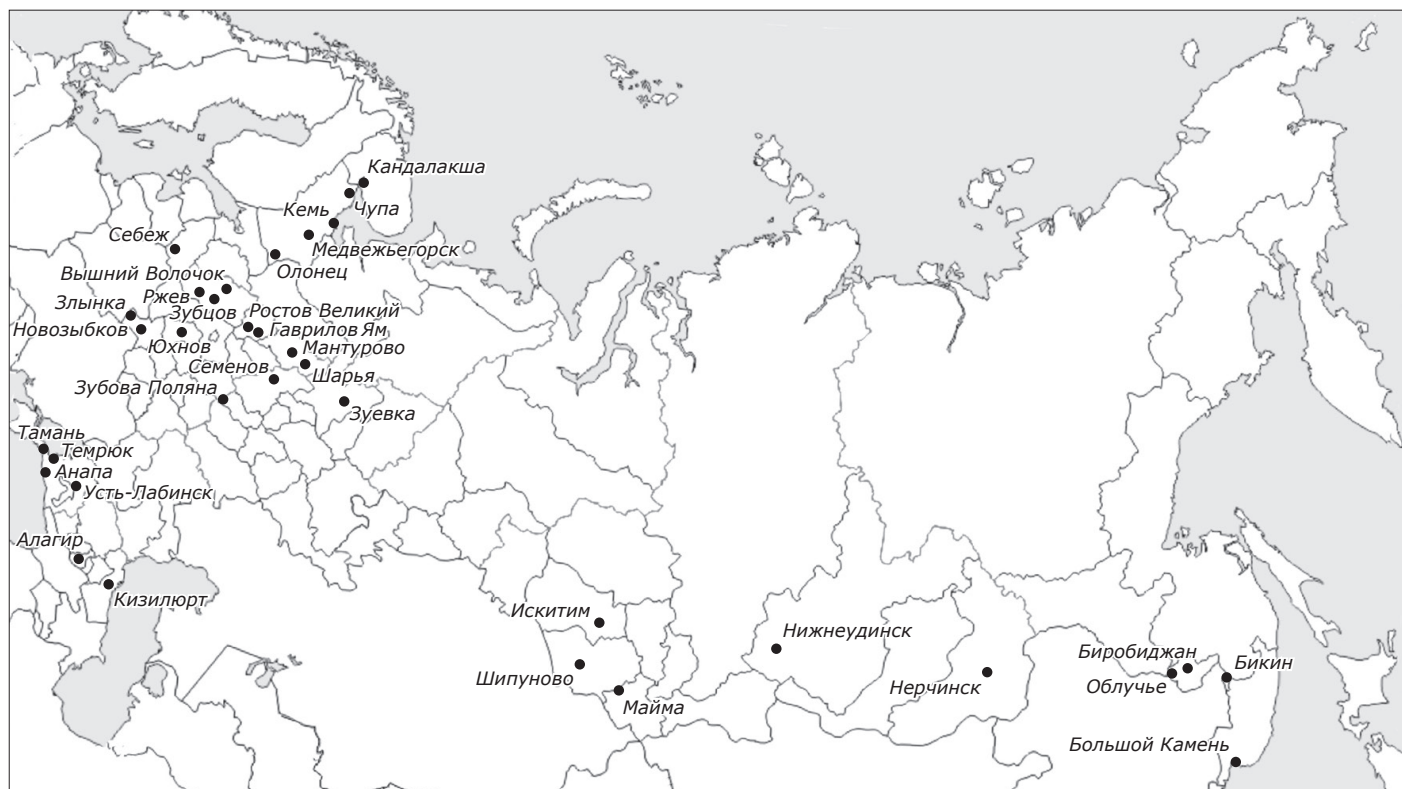 Кандалакша
Чупа
Кемь
Медвежьегорск
Себеж
Олонец
Вышний Волочок
Ржев
Злынка
Зубцов
Ростов Великий
Новозыбков
Гаврилов Ям
Юхнов
Мантурово
Семенов
Шарья
Зубова Поляна
Зуевка
Тамань
Темрюк
Анапа
Усть-Лабинск
Алагир
Кизилюрт
Искитим
Нижнеудинск
Шипуново
Майма
Нерчинск
Биробиджан
Бикин
Облучье
Большой Камень